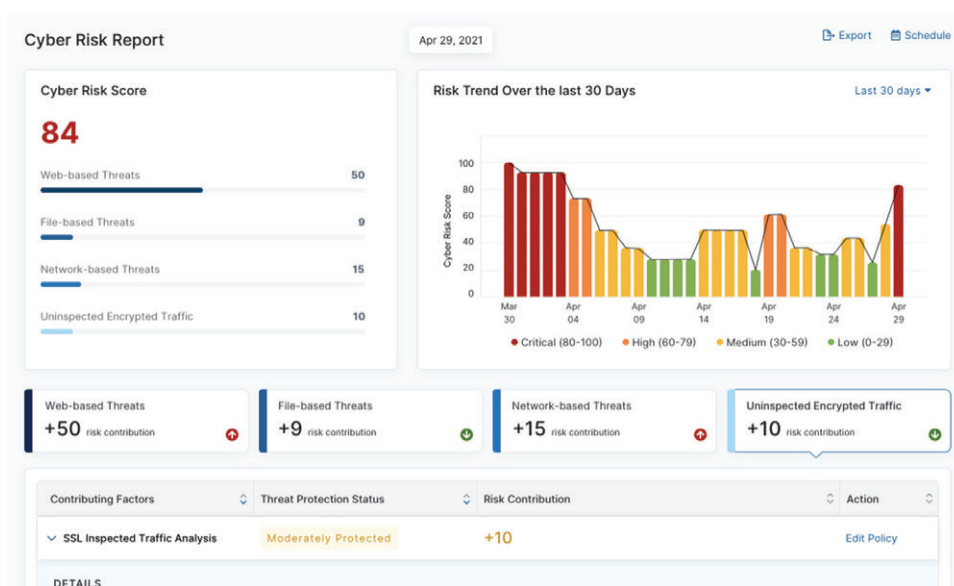 Cyber Risk Report
Apr 29, 2021
Export
Schedule
Cyber Risk Score
84
Web-based Threats 50
File-based Threats 9
Network-based Threats 15
Uninspected Encrypted Traffic 10
Risk Trend Over the last 30 Days
Last 30 days
Cyber Risk Score
100
80
60
40
20
0
Mar 30
Apr 04
Apr 09
Apr 14
Apr 19
Apr 24
Apr 29
Critical (80-100) High (60-79) Medium (30-59) Low (0-29)
Web-based Threats
+50 risk contribution
File-based Threats
+9 risk contribution
Network-based Threats
+15 risk contribution
Uninspected Encrypted Traffic
+10 risk contribution
Contributing Factors Threat Protection Status Risk Contribution Action
SSL Inspected Traffic Analysis Moderately Protected +10 Edit Policy
DETAILS